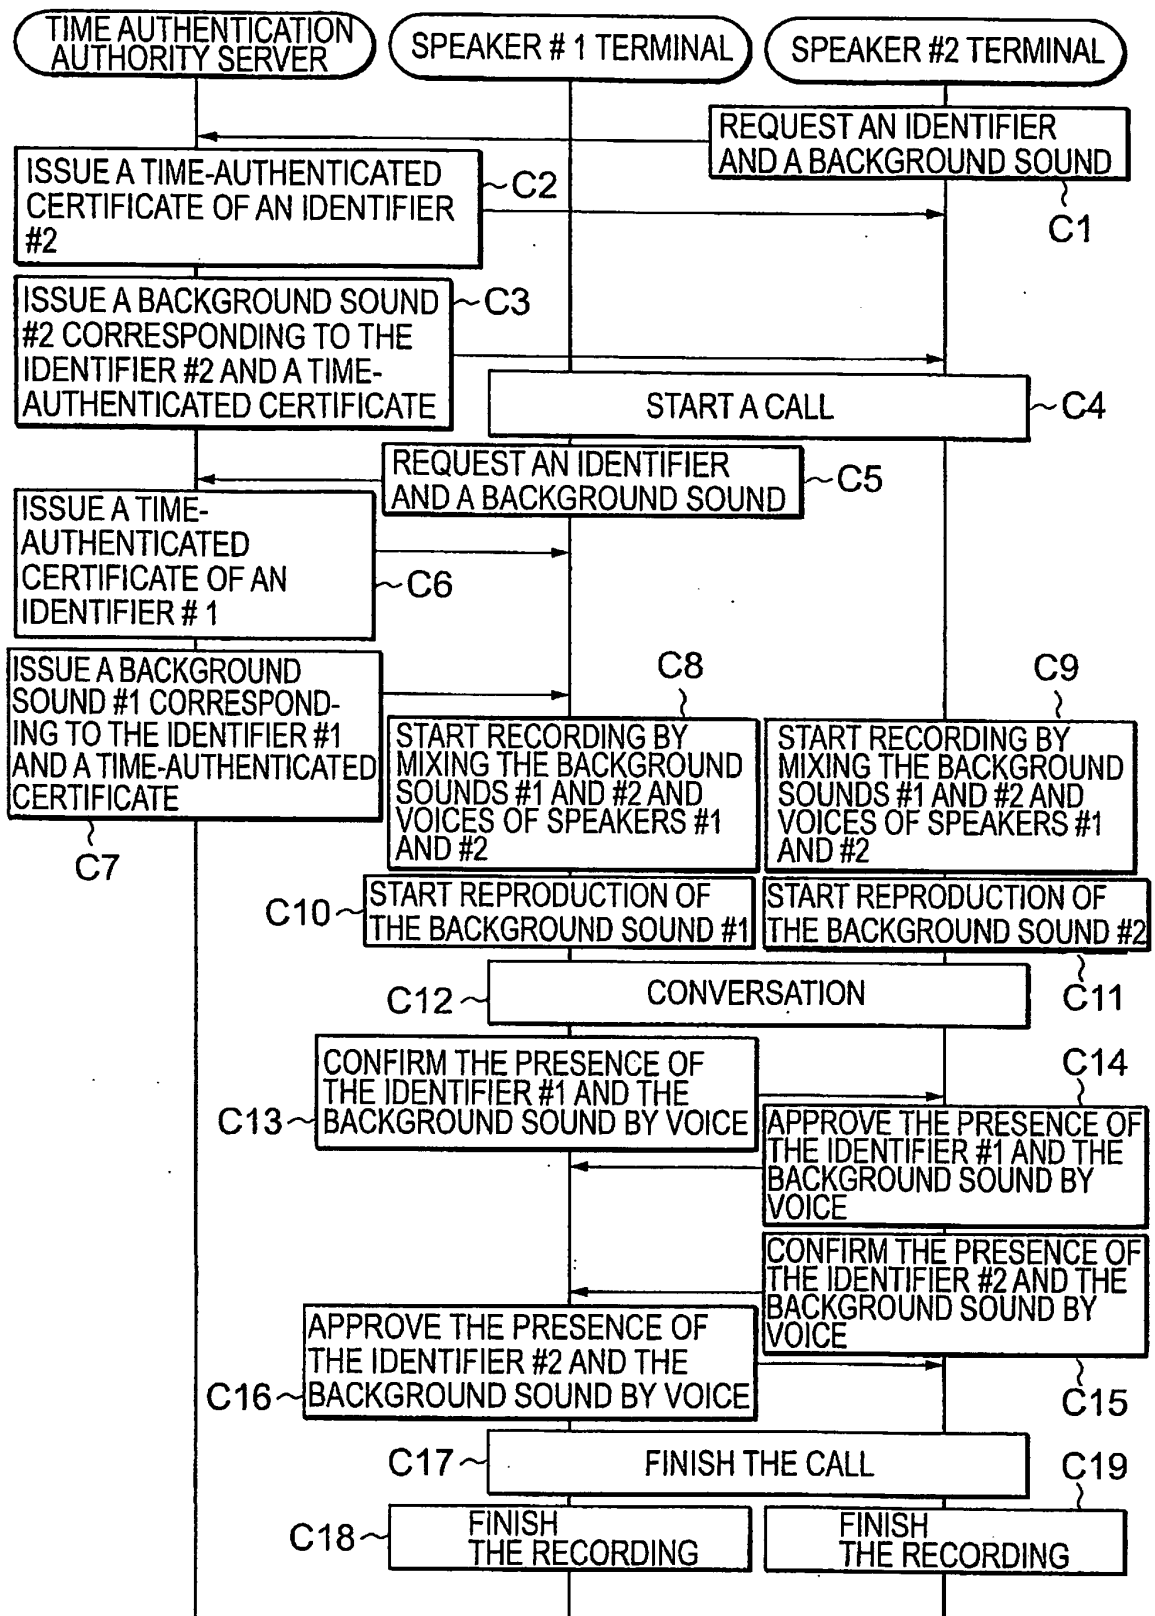 TIME AUTHENTICATION
AUTHORITY SERVER
SPEAKER # 1 TERMINAL
SPEAKER #2 TERMINAL
REQUEST AN IDENTIFIER
AND A BACKGROUND SOUND
C1
ISSUE A TIME-AUTHENTICATED
CERTIFICATE OF AN IDENTIFIER
#2
C2
ISSUE A BACKGROUND SOUND
#2 CORRESPONDING TO THE
IDENTIFIER #2 AND A TIME-
AUTHENTICATED CERTIFICATE
C3
START A CALL
C4
REQUEST AN IDENTIFIER
AND A BACKGROUND SOUND
C5
ISSUE A TIME-
AUTHENTICATED
CERTIFICATE OF AN
IDENTIFIER # 1
C6
ISSUE A BACKGROUND
SOUND #1 CORRESPOND-
ING TO THE IDENTIFIER #1
AND A TIME-AUTHENTICATED
CERTIFICATE
C7
C8
START RECORDING BY
MIXING THE BACKGROUND
SOUNDS #1 AND #2 AND
VOICES OF SPEAKERS #1
AND #2
C9
START RECORDING BY
MIXING THE BACKGROUND
SOUNDS #1 AND #2 AND
VOICES OF SPEAKERS #1
AND #2
C10
START REPRODUCTION OF
THE BACKGROUND SOUND #1
START REPRODUCTION OF
THE BACKGROUND SOUND #2
C11
C12
CONVERSATION
C13
CONFIRM THE PRESENCE OF
THE IDENTIFIER #1 AND THE
BACKGROUND SOUND BY VOICE
C14
APPROVE THE PRESENCE OF
THE IDENTIFIER #1 AND THE
BACKGROUND SOUND BY
VOICE
CONFIRM THE PRESENCE OF
THE IDENTIFIER #2 AND THE
BACKGROUND SOUND BY
VOICE
C15
APPROVE THE PRESENCE OF
THE IDENTIFIER #2 AND THE
BACKGROUND SOUND BY VOICE
C16
C17
FINISH THE CALL
C18
FINISH
THE RECORDING
C19
FINISH
THE RECORDING